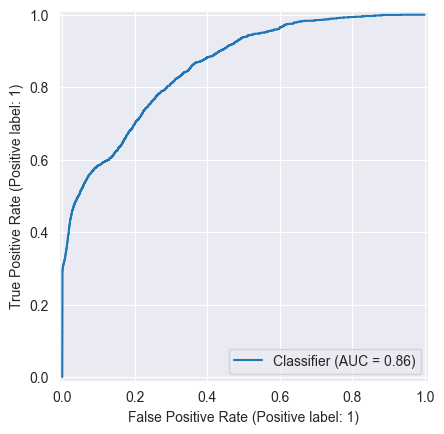 1.0
0.8
0.6
0.4
0.2
0.0
True Positive Rate (Positive label: 1)
Classifier (AUC = 0.86)
0.0 0.2 0.4 0.6 0.8 1.0
False Positive Rate (Positive label: 1)